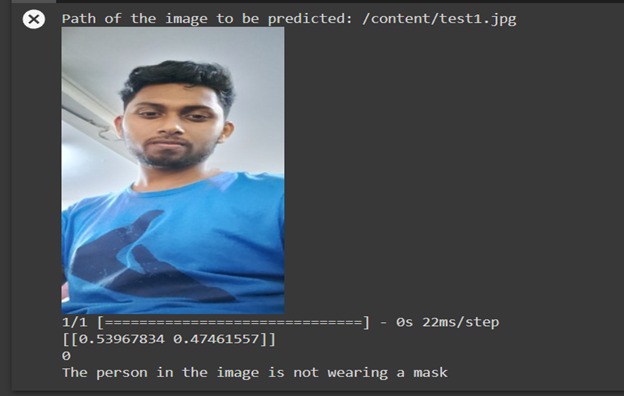 Path of the image to be predicted: /content/test1.jpg
1/1 [==============================] - 0s 22ms/step
[[0.53967834 0.47461557]]
0
The person in the image is not wearing a mask